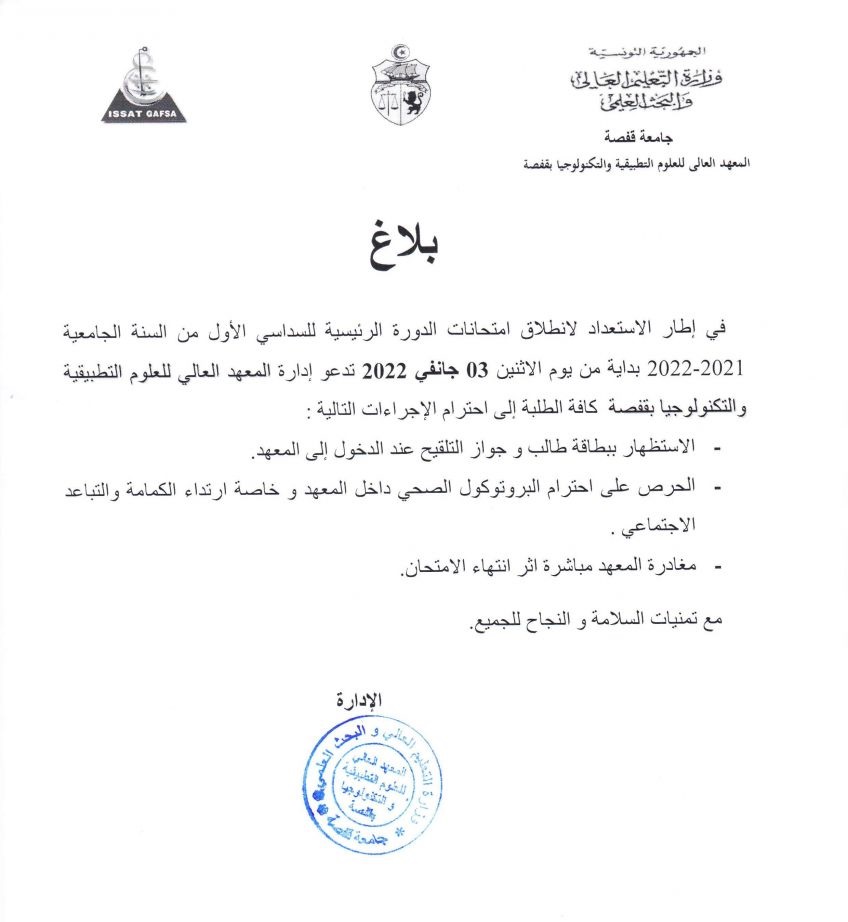 الجمهورية التونسية
وزارة التعليم العالي
والبحث العلمي
جامعة قفصة
المعهد العالي للعلوم التطبيقية والتكنولوجيا بقفصة
ISSAT GAFSA
بلاغ
في إطار الاستعداد لانطلاق امتحانات الدورة الرئيسية للسداسي الأول من السنة الجامعية
2021-2022 بداية من يوم الاثنين 03 جانفي 2022 تدعو إدارة المعهد العالي للعلوم التطبيقية
والتكنولوجيا بقفصة كافة الطلبة إلى احترام الإجراءات التالية :
- الاستظهار ببطاقة طالب و جواز التلقيح عند الدخول إلى المعهد.
- الحرص على احترام البروتوكول الصحي داخل المعهد و خاصة ارتداء الكمامة والتباعد
الاجتماعي .
- مغادرة المعهد مباشرة اثر انتهاء الامتحان.
مع تمنيات السلامة و النجاح للجميع.
الإدارة
وزارة التعليم العالي و البحث العلمي
المعهد العالي
للعلوم التطبيقية
و التكنولوجيا
بقفصة
* جامعة قفصة